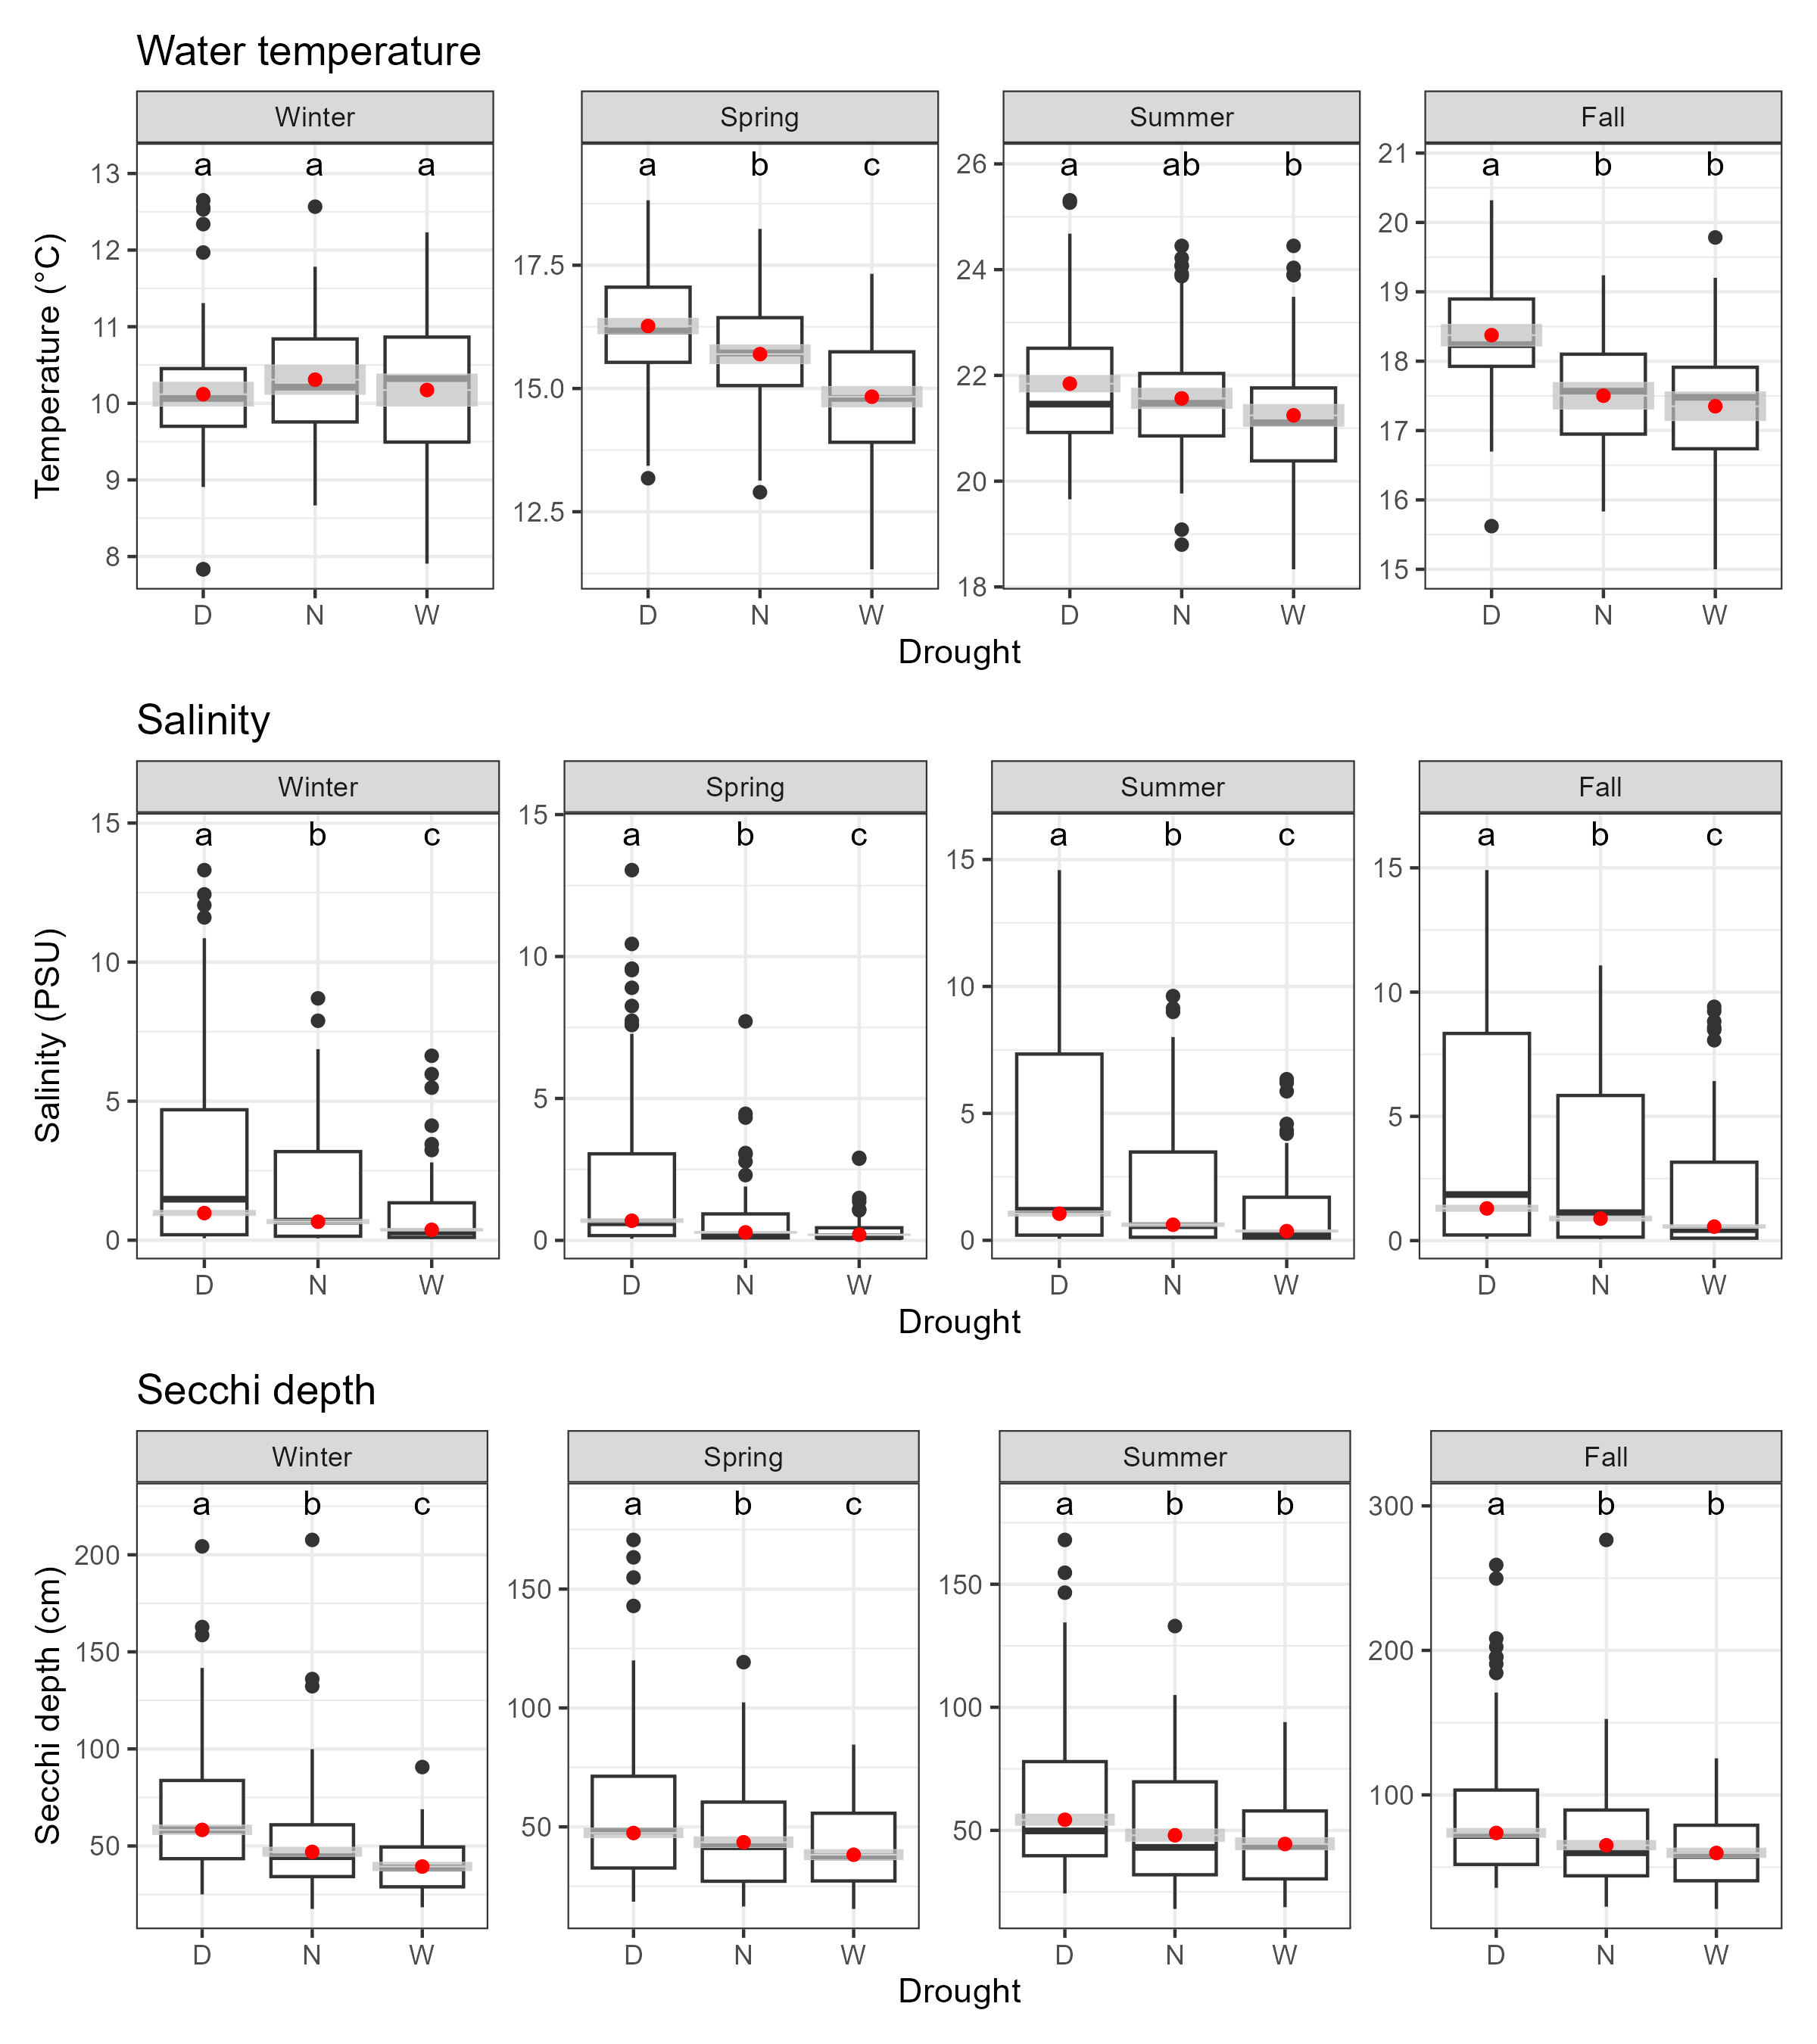 Water temperature
Winter Spring Summer Fall
a a a a b c a ab b a b b
13 12 11 10 9 8
17.5 15.0 12.5
26 24 22 20 18
21 20 19 18 17 16 15
Temperature (°C)
D N W D N W D N W D N W
Drought
Salinity
Winter Spring Summer Fall
a b c a b c a b c a b c
15 10 5 0
15 10 5 0
15 10 5 0
15 10 5 0
Salinity (PSU)
D N W D N W D N W D N W
Drought
Secchi depth
Winter Spring Summer Fall
a b c a b c a b b a b b
200 150 100 50
150 100 50
150 100 50
300 200 100
Secchi depth (cm)
D N W D N W D N W D N W
Drought